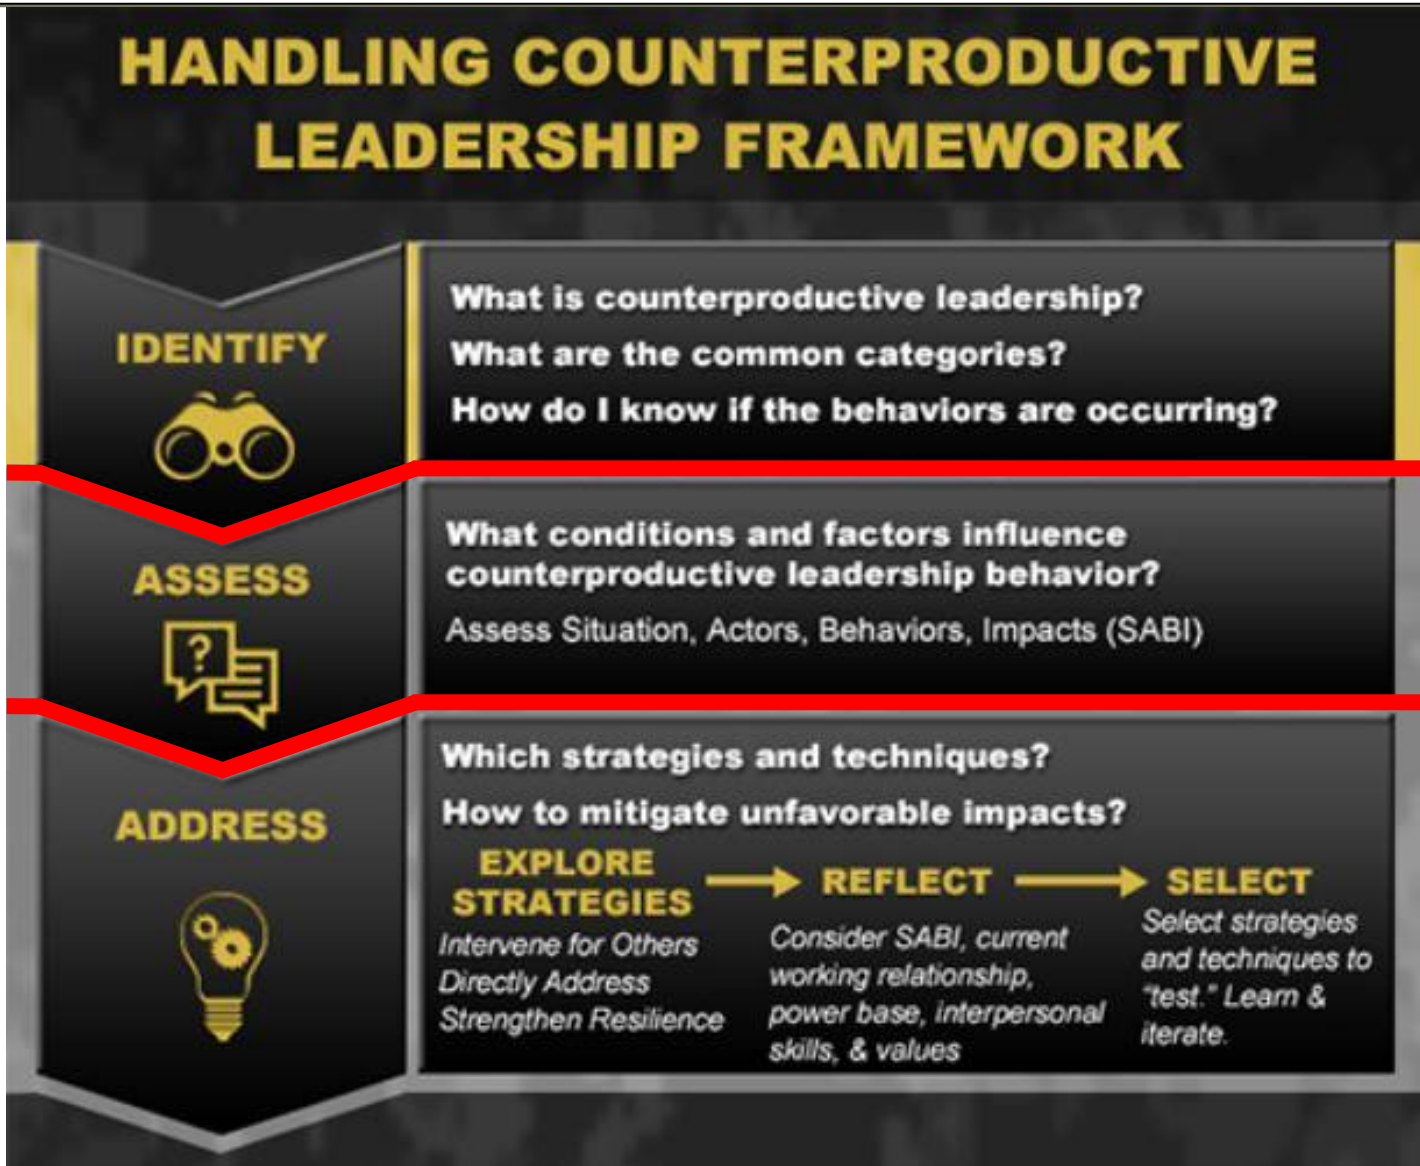 HANDLING COUNTERPRODUCTIVE
LEADERSHIP FRAMEWORK
IDENTIFY
What is counterproductive leadership?
What are the common categories?
How do I know if the behaviors are occurring?
ASSESS
?
What conditions and factors influence
counterproductive leadership behavior?
Assess Situation, Actors, Behaviors, Impacts (SABI)
ADDRESS
Which strategies and techniques?
How to mitigate unfavorable impacts?
EXPLORE
STRATEGIES
Intervene for Others
Directly Address
Strengthen Resilience
REFLECT
Consider SABI, current
working relationship,
power base, interpersonal
skills, & values
SELECT
Select strategies
and techniques to
"test." Learn &
iterate.